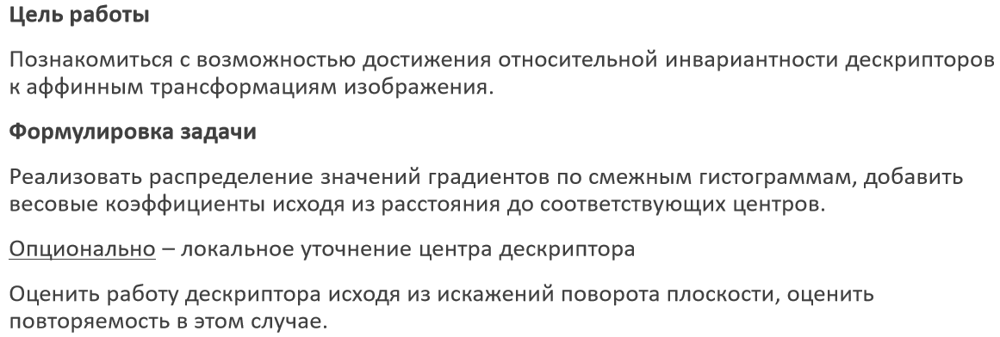 Цель работы
Познакомиться с возможностью достижения относительной инвариантности дескрипторов
к аффинным трансформациям изображения.
Формулировка задачи
Реализовать распределение значений градиентов по смежным гистограммам, добавить
весовые коэффициенты исходя из расстояния до соответствующих центров.
Опционально – локальное уточнение центра дескриптора
Оценить работу дескриптора исходя из искажений поворота плоскости, оценить
повторяемость в этом случае.